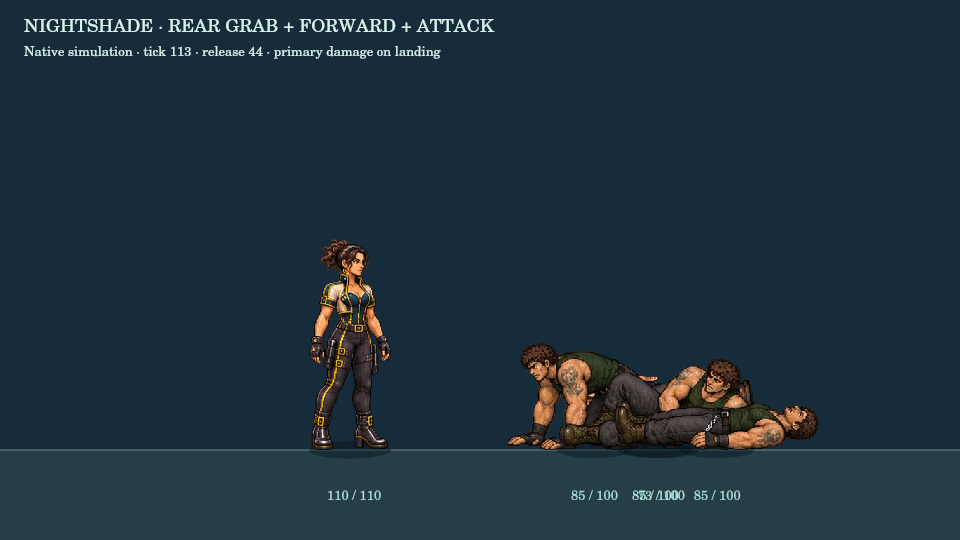 NIGHTSHADE · REAR GRAB + FORWARD + ATTACK
Native simulation · tick 113 · release 44 · primary damage on landing
110 / 110 85 / 100 85 / 100